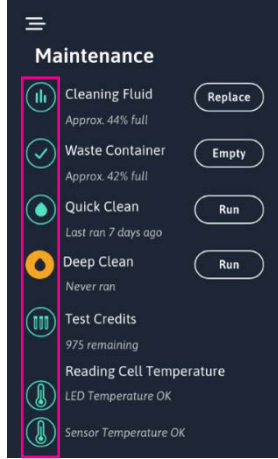 Maintenance
Cleaning Fluid Replace
Approx. 44% full
Waste Container Empty
Approx. 42% full
Quick Clean Run
Last ran 7 days ago
Deep Clean Run
Never ran
Test Credits
975 remaining
Reading Cell Temperature
LED Temperature OK
Sensor Temperature OK